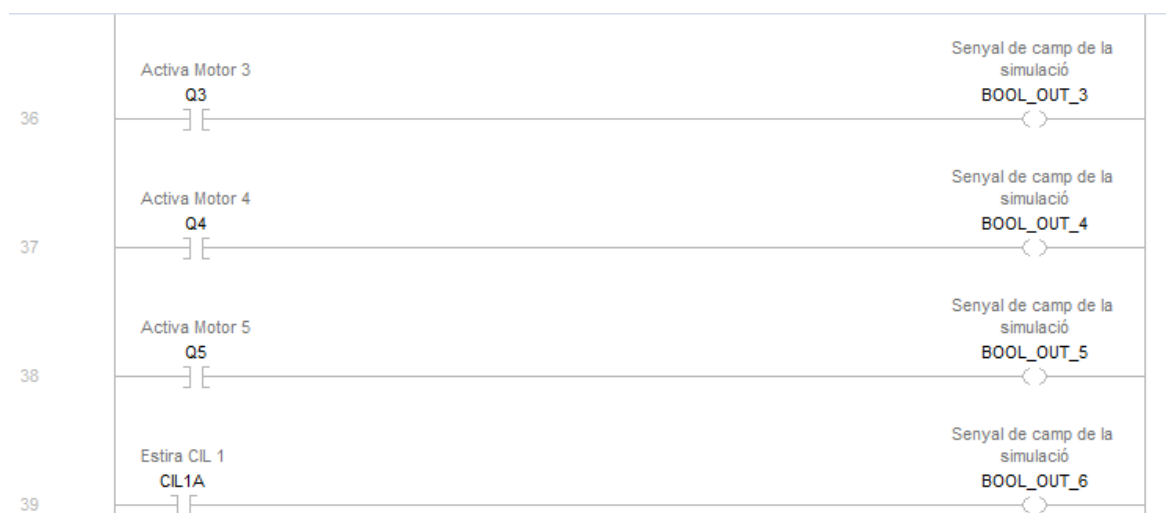 Senyal de camp de la
Activa Motor 3
simulació
Q3
BOOL_OUT_3
36
Senyal de camp de la
Activa Motor 4
simulació
Q4
BOOL_OUT_4
37
Senyal de camp de la
Activa Motor 5
simulació
Q5
BOOL_OUT_5
38
Senyal de camp de la
Estira CIL 1
simulació
CIL1A
BOOL_OUT_6
39